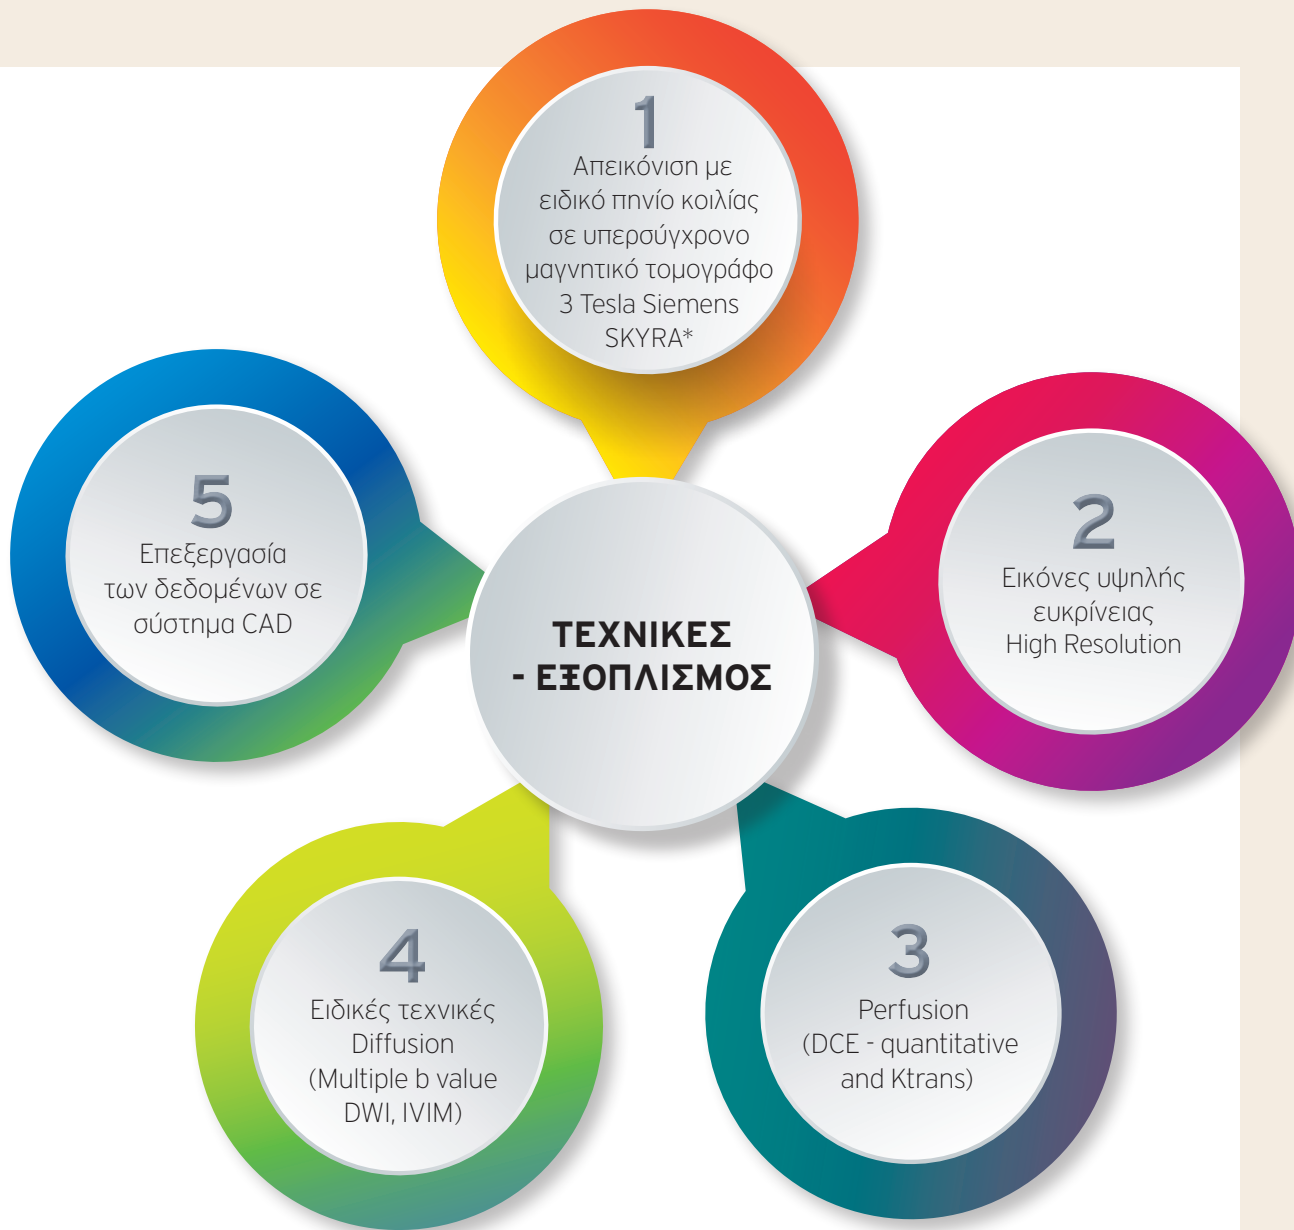 1
Απεικόνιση με
ειδικό πηνίο κοιλίας
σε υπερσύγχρονο
μαγνητικό τομογράφο
3 Tesla Siemens
SKYRA*
2
Εικόνες υψηλής
ευκρίνειας
High Resolution
3
Perfusion
(DCE - quantitative
and Ktrans)
4
Ειδικές τεχνικές
Diffusion
(Multiple b value
DWI, IVIM)
5
Επεξεργασία
των δεδομένων σε
σύστημα CAD
ΤΕΧΝΙΚΕΣ
- ΕΞΟΠΛΙΣΜΟΣ